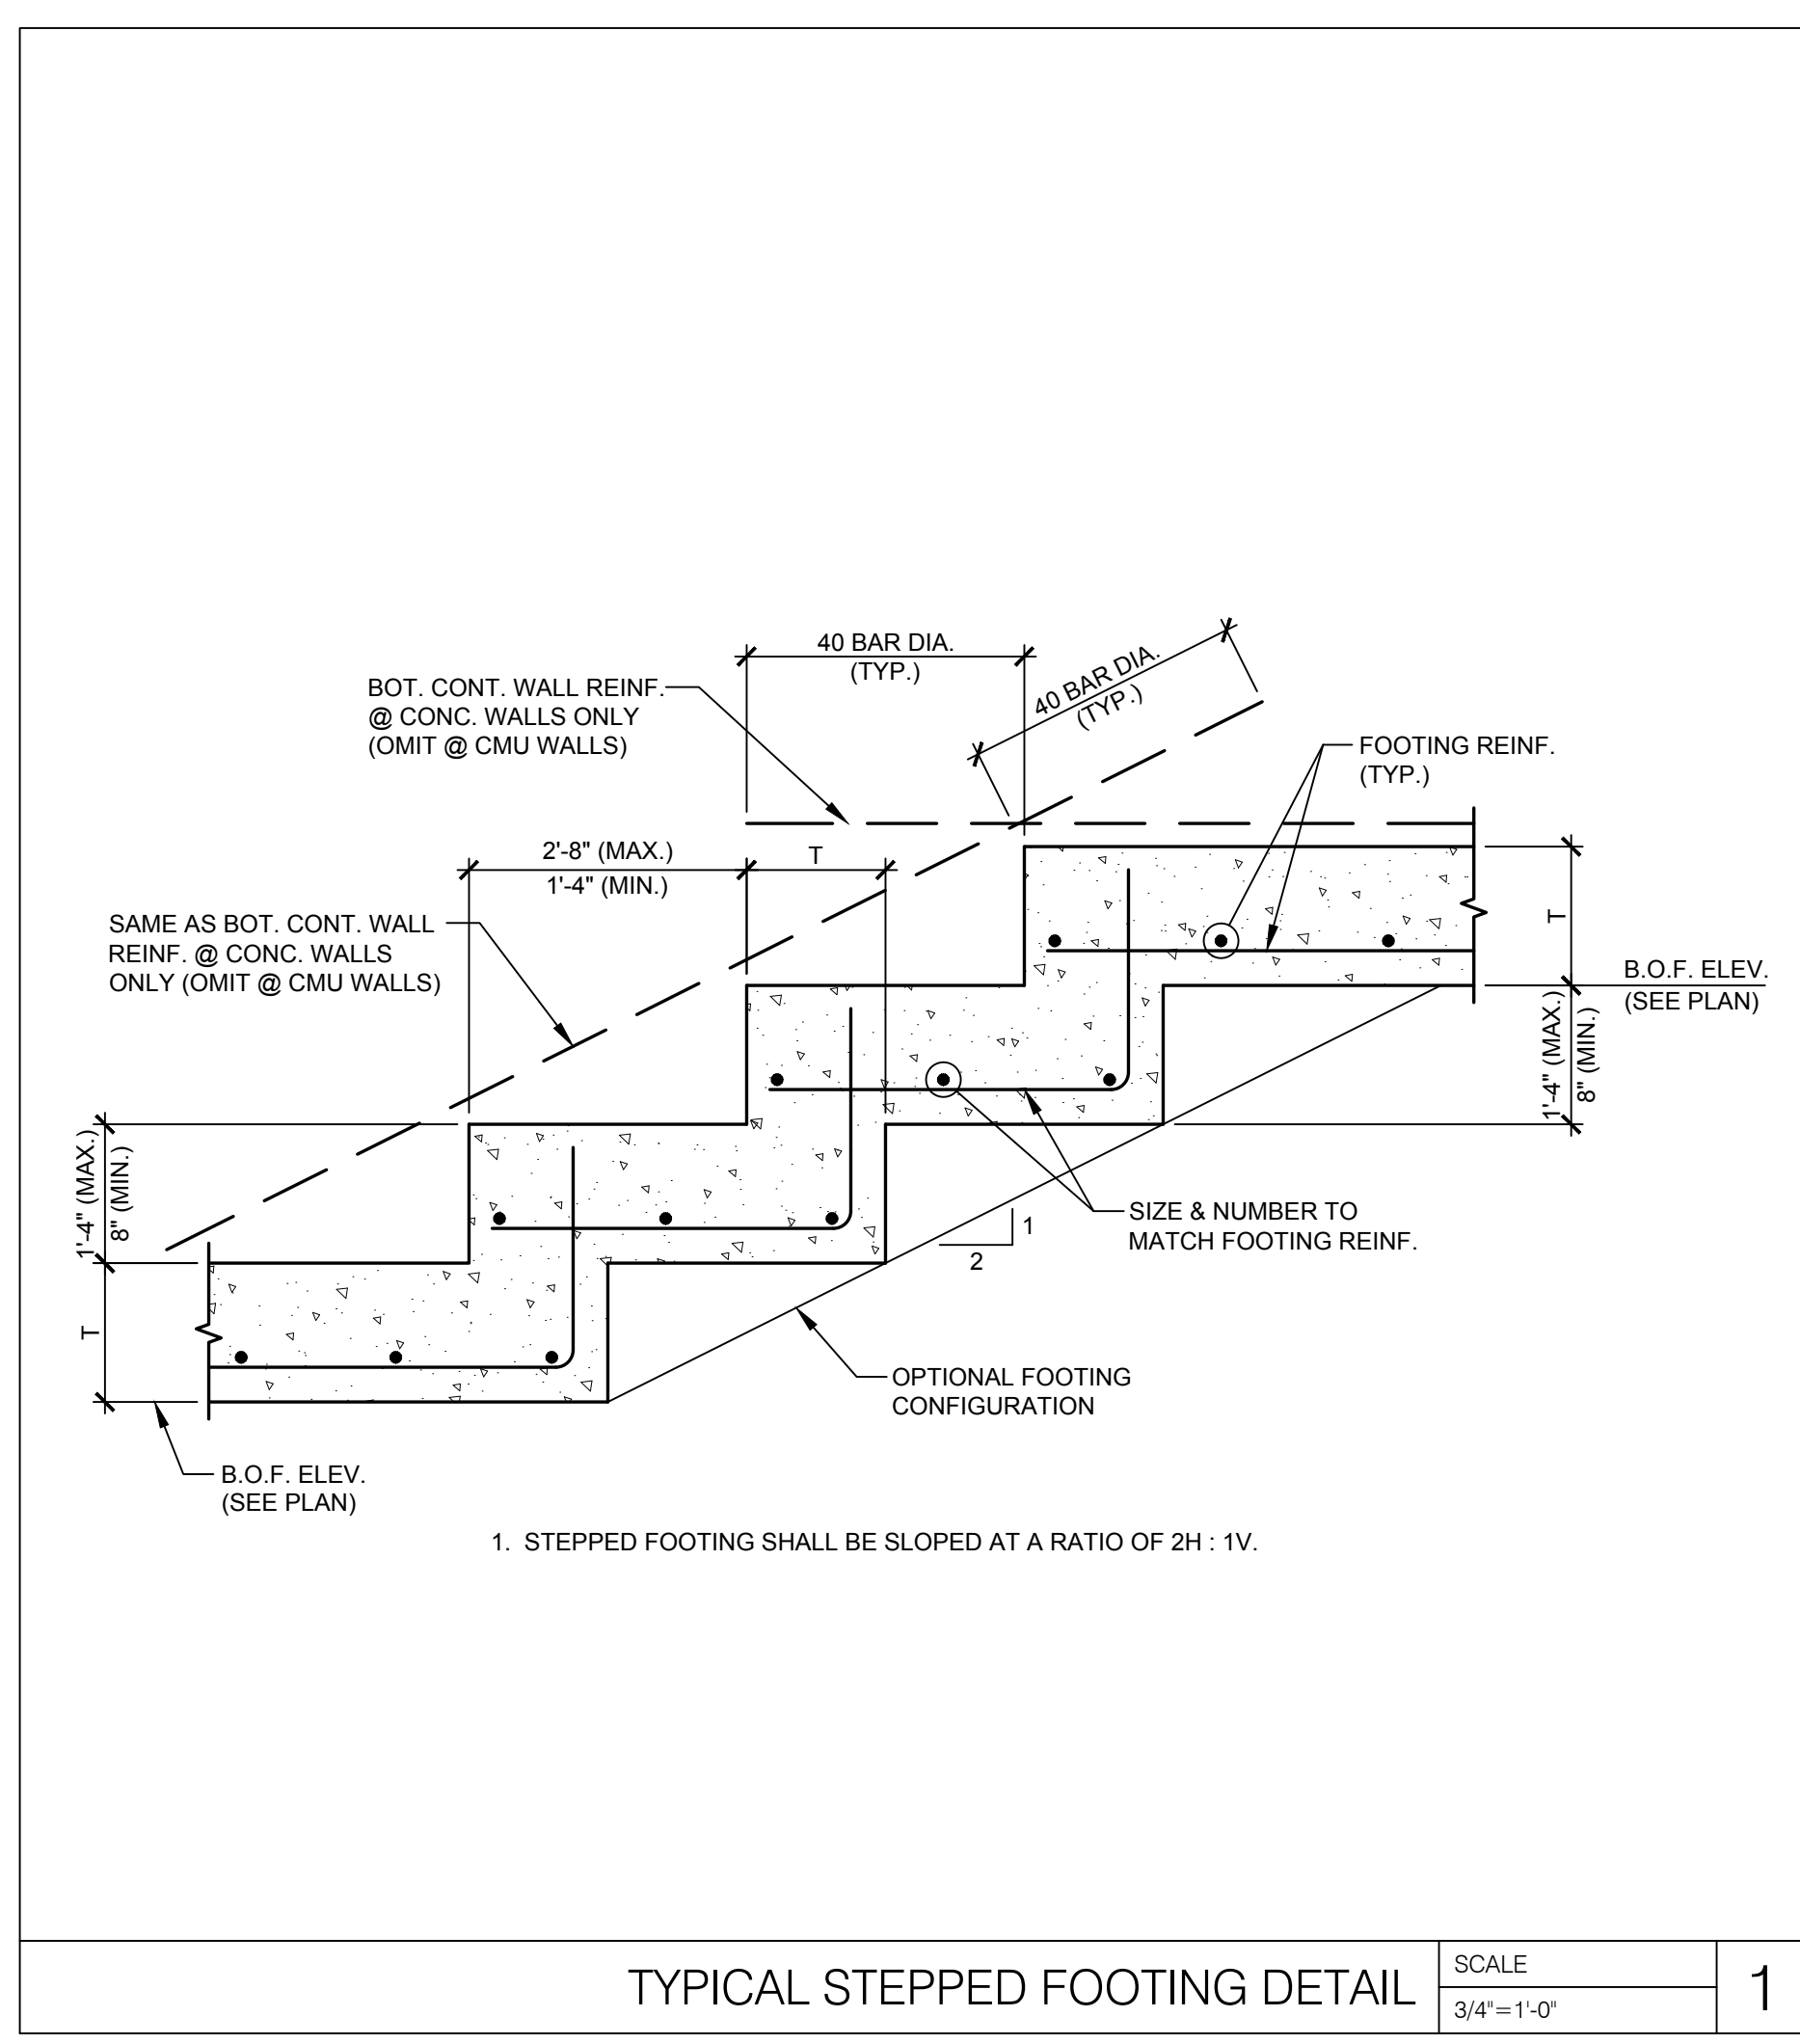 40 BAR DIA.
(TYP.)
40 BAR DIA.
(TYP.)
BOT. CONT. WALL REINF.
@ CONC. WALLS ONLY
(OMIT @ CMU WALLS)
FOOTING REINF.
(TYP.)
2'-8" (MAX.)
1'-4" (MIN.)
T
SAME AS BOT. CONT. WALL
REINF. @ CONC. WALLS
ONLY (OMIT @ CMU WALLS)
T
B.O.F. ELEV.
(SEE PLAN)
1'-4" (MAX.)
8" (MIN.)
1'-4" (MAX.)
8" (MIN.)
SIZE & NUMBER TO
MATCH FOOTING REINF.
1
2
T
OPTIONAL FOOTING
CONFIGURATION
B.O.F. ELEV.
(SEE PLAN)
1. STEPPED FOOTING SHALL BE SLOPED AT A RATIO OF 2H : 1V.
TYPICAL STEPPED FOOTING DETAIL
SCALE
3/4"=1'-0"
1